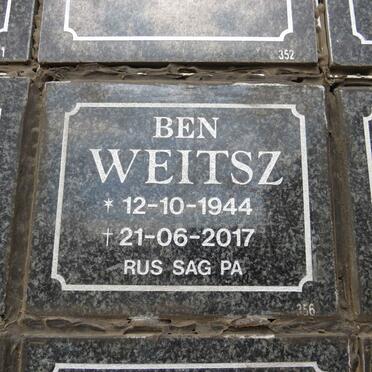 352
BEN
WEITSZ
* 12-10-1944
† 21-06-2017
RUS SAG PA
356